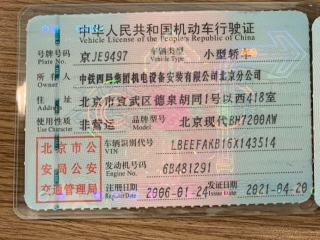 中华人民共和国机动车行驶证
Vehicle License of the People's Republic of China
号牌号码 Plate No. 京JE9497 车辆类型 Vehicle Type 小型轿车
所有人 Owner 中铁四局集团机电设备安装有限公司北京分公司
住址 Address 北京市宣武区德泉胡同1号以西418室
使用性质 Use Character 非营运 品牌型号 Model 北京现代BH7200AW
北京市公安局公安交通管理局
车辆识别代号 VIN LBEEFAKB16X143514
发动机号码 Engine No. 6B481291
注册日期 Register Date 2006-01-24 发证日期 Issue Date 2021-04-20